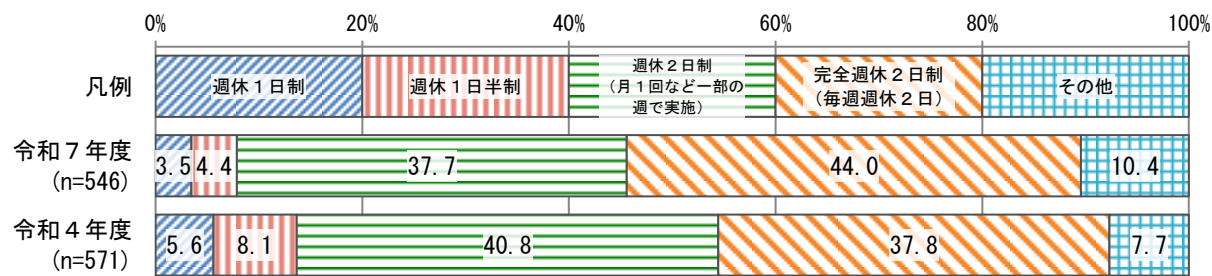 0% 20% 40% 60% 80% 100%
凡例 週休1日制 週休1日半制 週休2日制 (月1回など一部の 週で実施) 完全週休2日制 (毎週週休2日) その他
令和７年度
(n=546)
3.5 4.4 37.7 44.0 10.4
令和４年度
(n=571)
5.6 8.1 40.8 37.8 7.7